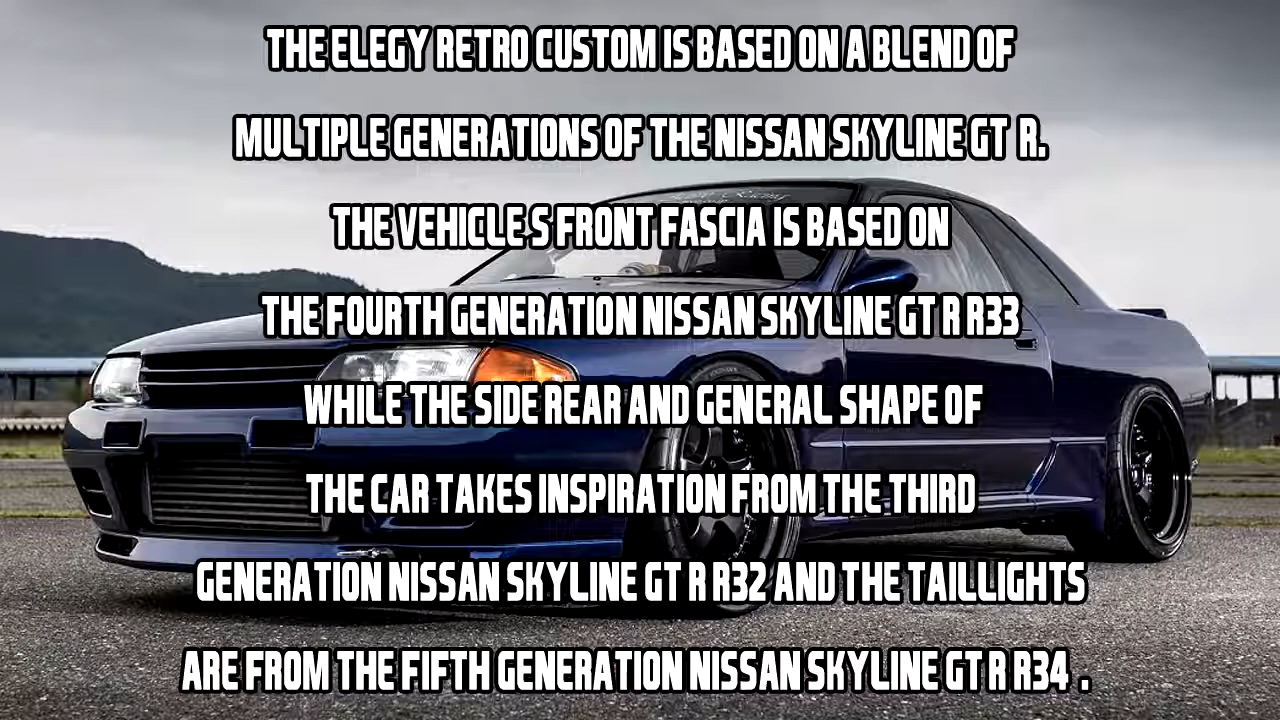 THE ELEGY RETRO CUSTOM IS BASED ON A BLEND OF
MULTIPLE GENERATIONS OF THE NISSAN SKYLINE GT R.
THE VEHICLE S FRONT FASCIA IS BASED ON
THE FOURTH GENERATION NISSAN SKYLINE GT R R33
WHILE THE SIDE REAR AND GENERAL SHAPE OF
THE CAR TAKES INSPIRATION FROM THE THIRD
GENERATION NISSAN SKYLINE GT R R32 AND THE TAILLIGHTS
ARE FROM THE FIFTH GENERATION NISSAN SKYLINE GT R R34 .